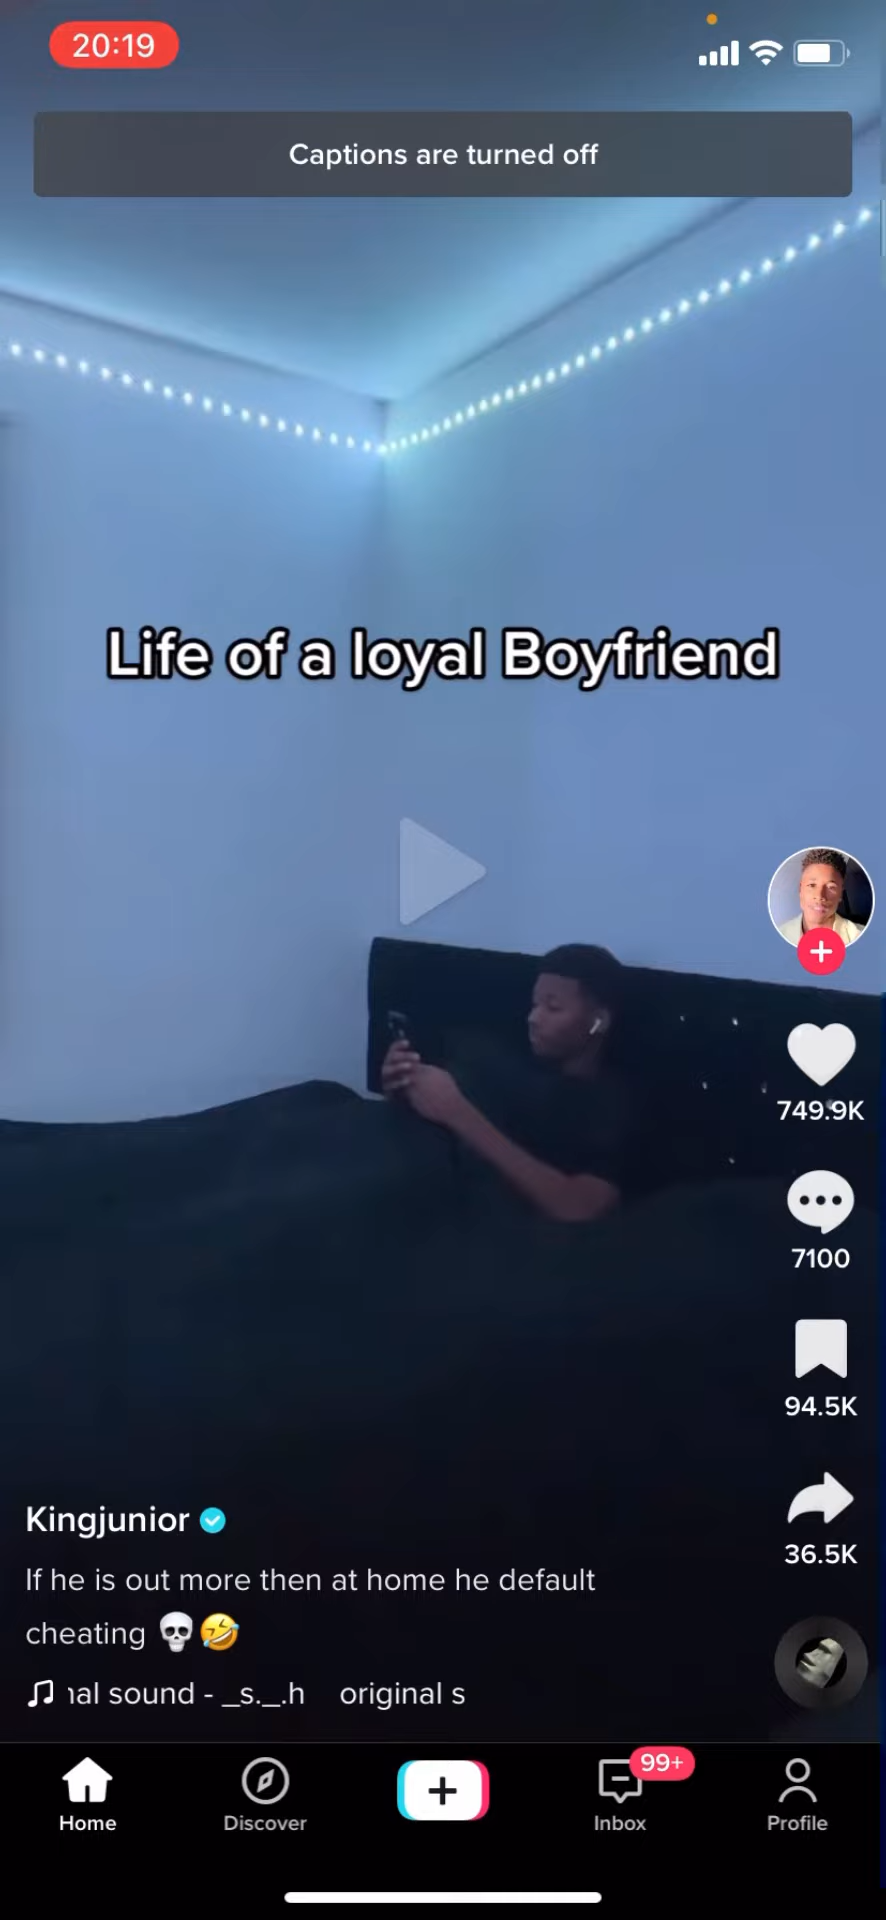 20:19
Captions are turned off
Life of a loyal Boyfriend
749.9K
7100
94.5K
36.5K
Kingjunior
If he is out more then at home he default
cheating 💀🤣
nal sound - _s._.h original s
Home
Discover
99+
Inbox
Profile